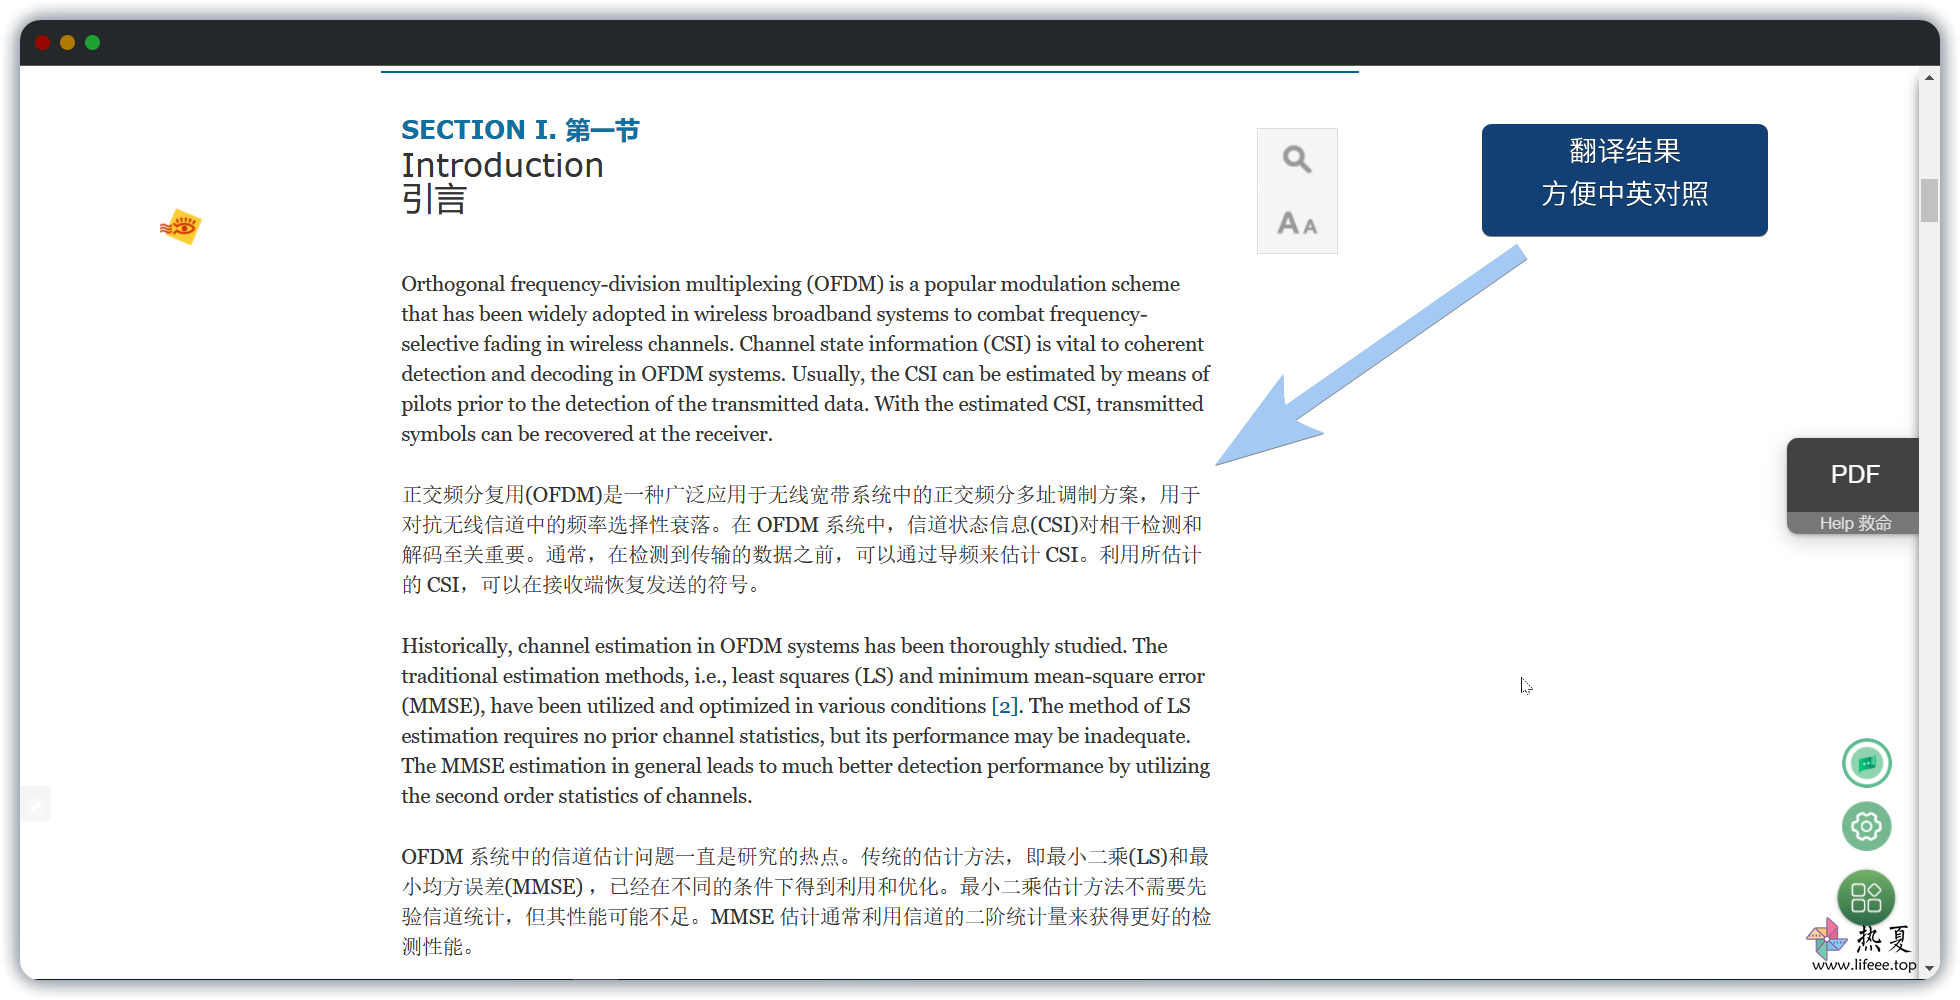 SECTION I. 第一节
Introduction
引言
翻译结果
方便中英对照
A A
Orthogonal frequency-division multiplexing (OFDM) is a popular modulation scheme
that has been widely adopted in wireless broadband systems to combat frequency-
selective fading in wireless channels. Channel state information (CSI) is vital to coherent
detection and decoding in OFDM systems. Usually, the CSI can be estimated by means of
pilots prior to the detection of the transmitted data. With the estimated CSI, transmitted
symbols can be recovered at the receiver.
正交频分复用(OFDM)是一种广泛应用于无线宽带系统中的正交频分多址调制方案，用于
对抗无线信道中的频率选择性衰落。在 OFDM 系统中，信道状态信息(CSI)对相干检测和
解码至关重要。通常，在检测到传输的数据之前，可以通过导频来估计 CSI。利用所估计
的 CSI，可以在接收端恢复发送的符号。
PDF
Help 救命
Historically, channel estimation in OFDM systems has been thoroughly studied. The
traditional estimation methods, i.e., least squares (LS) and minimum mean-square error
(MMSE), have been utilized and optimized in various conditions [2]. The method of LS
estimation requires no prior channel statistics, but its performance may be inadequate.
The MMSE estimation in general leads to much better detection performance by utilizing
the second order statistics of channels.
OFDM 系统中的信道估计问题一直是研究的热点。传统的估计方法，即最小二乘(LS)和最
小均方误差(MMSE) ，已经在不同的条件下得到利用和优化。最小二乘估计方法不需要先
验信道统计，但其性能可能不足。MMSE 估计通常利用信道的二阶统计量来获得更好的检
测性能。
热夏
www.lifeee.top